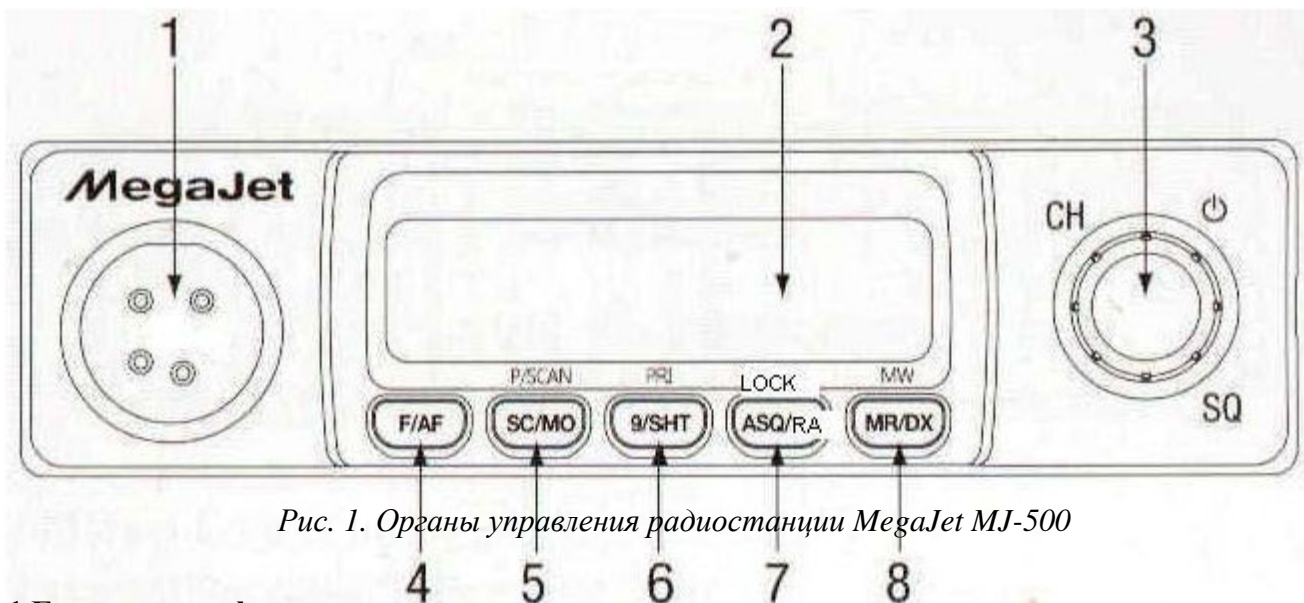 1 2 3
MegaJet
CH ⏻
SQ
P/SCAN PRI LOCK MW
F/AF SC/MO 9/SHT ASQ/RA MR/DX
Рис. 1. Органы управления радиостанции MegaJet MJ-500
4 5 6 7 8